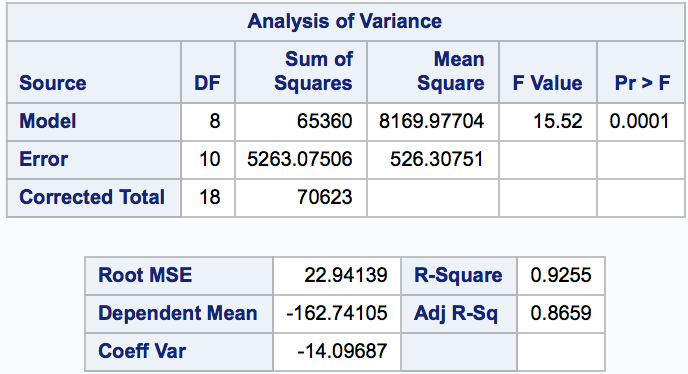 Analysis of Variance
Source DF Sum of Squares Mean Square F Value Pr > F
Model 8 65360 8169.97704 15.52 0.0001
Error 10 5263.07506 526.30751
Corrected Total 18 70623
Root MSE 22.94139 R-Square 0.9255
Dependent Mean -162.74105 Adj R-Sq 0.8659
Coeff Var -14.09687